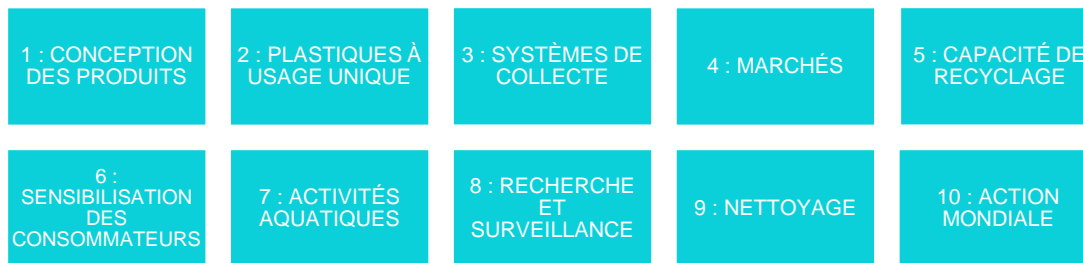 1 : CONCEPTION
DES PRODUITS
2 : PLASTIQUES À
USAGE UNIQUE
3 : SYSTÈMES DE
COLLECTE
4 : MARCHÉS
5 : CAPACITÉ DE
RECYCLAGE
6 :
SENSIBILISATION
DES
CONSOMMATEURS
7 : ACTIVITÉS
AQUATIQUES
8 : RECHERCHE
ET
SURVEILLANCE
9 : NETTOYAGE
10 : ACTION
MONDIALE